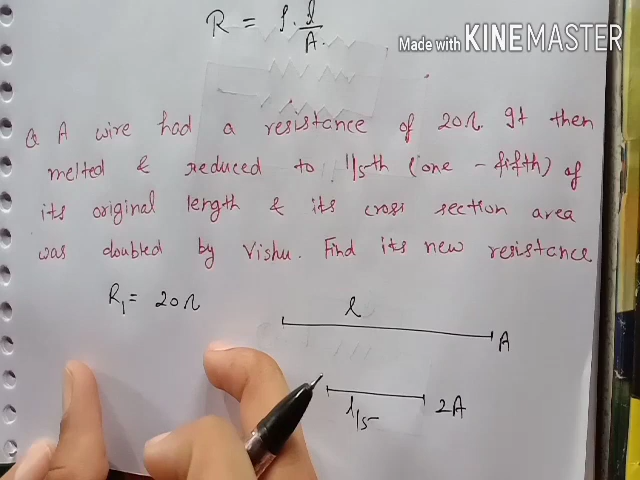 R = ρ. l/A.
Made with KINEMASTER
Q A wire had a resistance of 20Ω. It then
melted & reduced to 1/5th (one - fifth) of
its original length & its cross section area
was doubled by Vishu. Find its new resistance
R₁ = 20Ω
l
A
l/5
2A